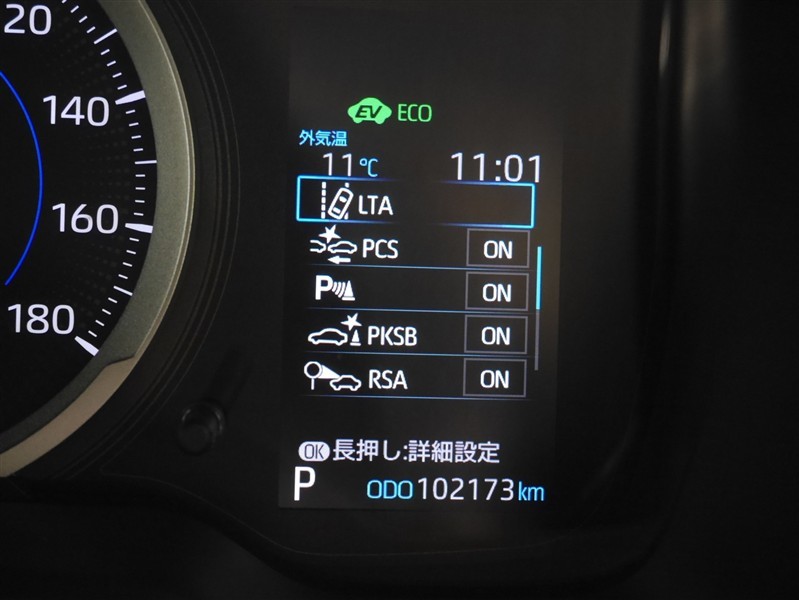 20
140
160
180
EV ECO
外気温
11℃ 11:01
LTA
PCS ON
P ON
PKSB ON
RSA ON
OK 長押し:詳細設定
P ODO 102173 km